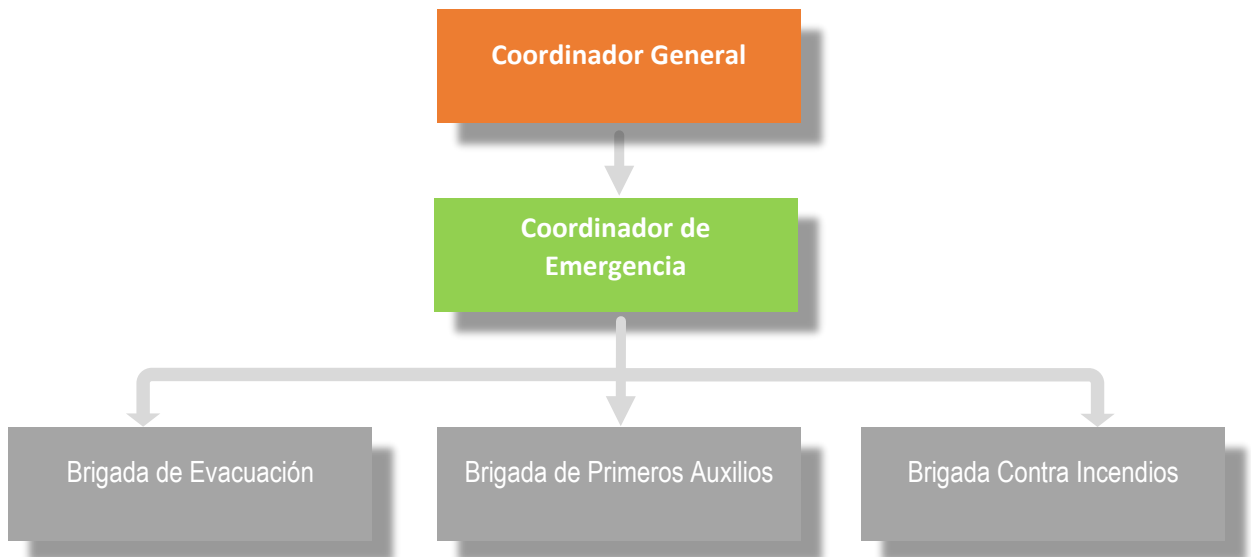 Coordinador General
Coordinador de
Emergencia
Brigada de Evacuación
Brigada de Primeros Auxilios
Brigada Contra Incendios